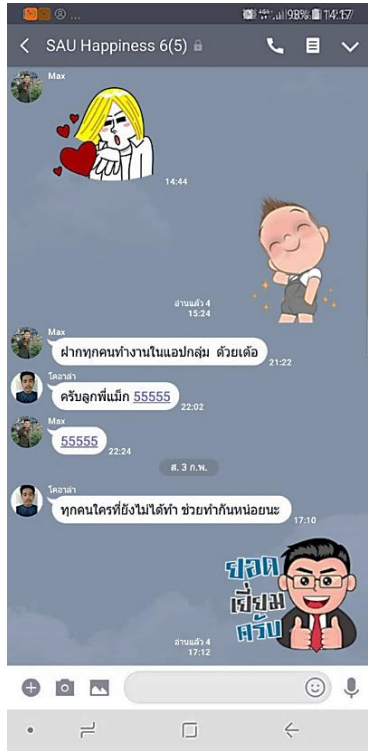 98% 14:17
SAU Happiness 6(5)
Max
14:44
อ่านแล้ว 4
15:24
Max
ฝากทุกคนทำงานในแอปกลุ่ม ด้วยเด้อ
21:22
โคอาล่า
ครับลูกพี่แม็ก 55555
22:02
Max
55555
22:24
ส. 3 ก.พ.
โคอาล่า
ทุกคนใครที่ยังไม่ได้ทำ ช่วยทำกันหน่อยนะ
17:10
ยอด
เยี่ยม
ครับ
อ่านแล้ว 4
17:12